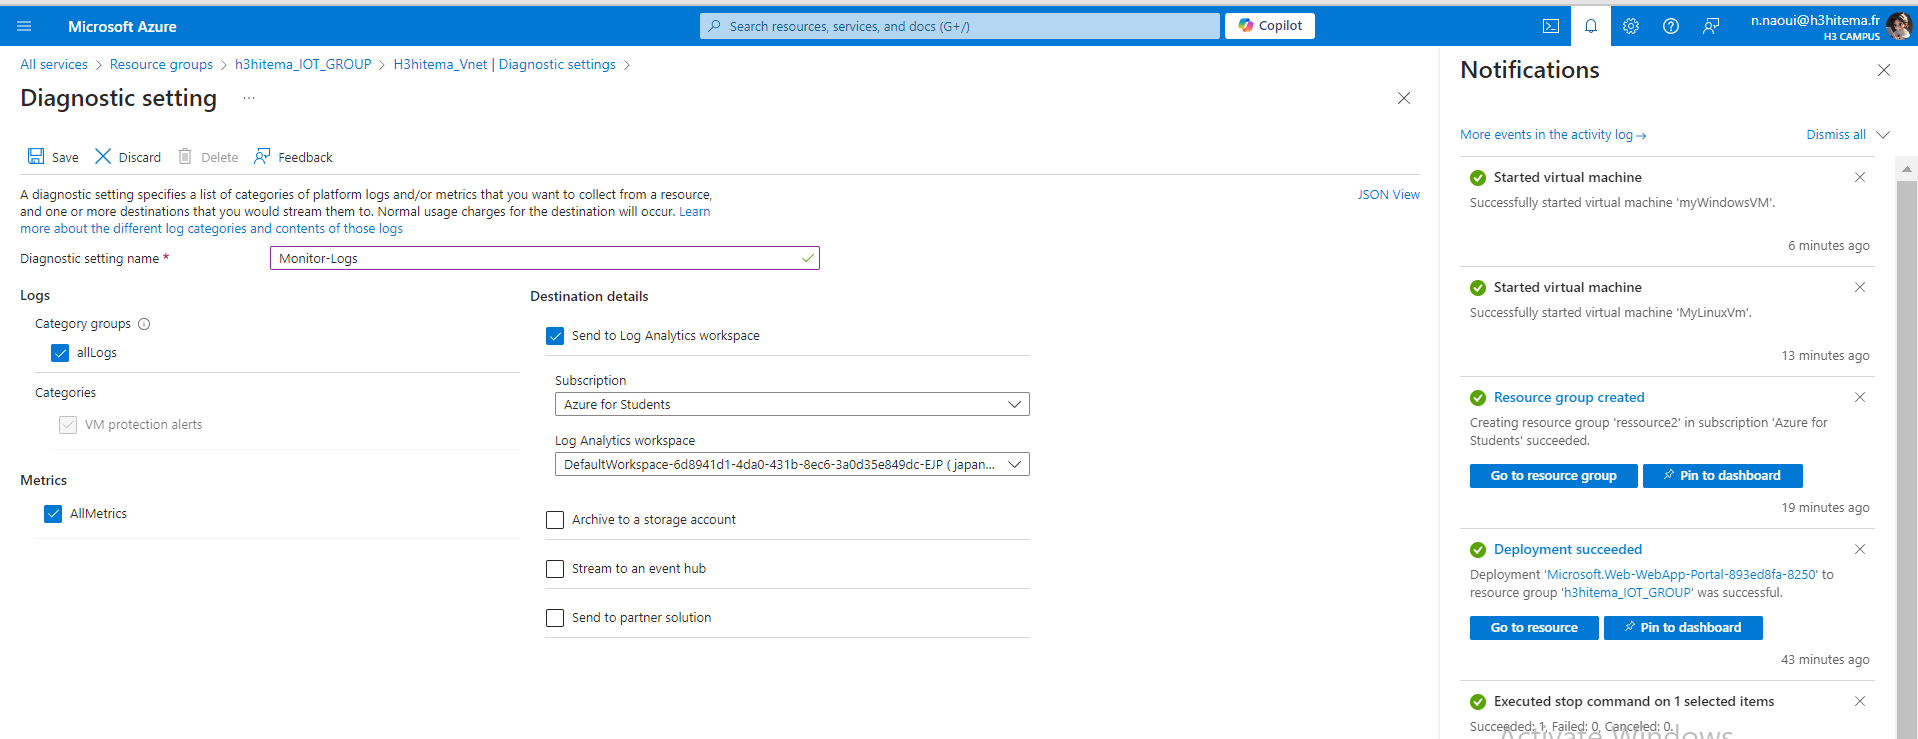 Microsoft Azure
Search resources, services, and docs (G+/)
Copilot
n.naoui@h3hitema.fr
H3 CAMPUS
All services > Resource groups > h3hitema_IOT_GROUP > H3hitema_Vnet | Diagnostic settings >
Diagnostic setting ...
Save Discard Delete Feedback
A diagnostic setting specifies a list of categories of platform logs and/or metrics that you want to collect from a resource,
and one or more destinations that you would stream them to. Normal usage charges for the destination will occur. Learn
more about the different log categories and contents of those logs
JSON View
Diagnostic setting name *
Monitor-Logs
Logs
Category groups
allLogs
Categories
VM protection alerts
Metrics
AllMetrics
Destination details
Send to Log Analytics workspace
Subscription
Azure for Students
Log Analytics workspace
DefaultWorkspace-6d8941d1-4da0-431b-8ec6-3a0d35e849dc-EJP ( japan...
Archive to a storage account
Stream to an event hub
Send to partner solution
Notifications
More events in the activity log →
Dismiss all
Started virtual machine
Successfully started virtual machine 'myWindowsVM'.
6 minutes ago
Started virtual machine
Successfully started virtual machine 'MyLinuxVm'.
13 minutes ago
Resource group created
Creating resource group 'ressource2' in subscription 'Azure for
Students' succeeded.
Go to resource group
Pin to dashboard
19 minutes ago
Deployment succeeded
Deployment 'Microsoft.Web-WebApp-Portal-893ed8fa-8250' to
resource group 'h3hitema_IOT_GROUP' was successful.
Go to resource
Pin to dashboard
43 minutes ago
Executed stop command on 1 selected items
Succeeded: 1, Failed: 0, Canceled: 0.
Activate Windows